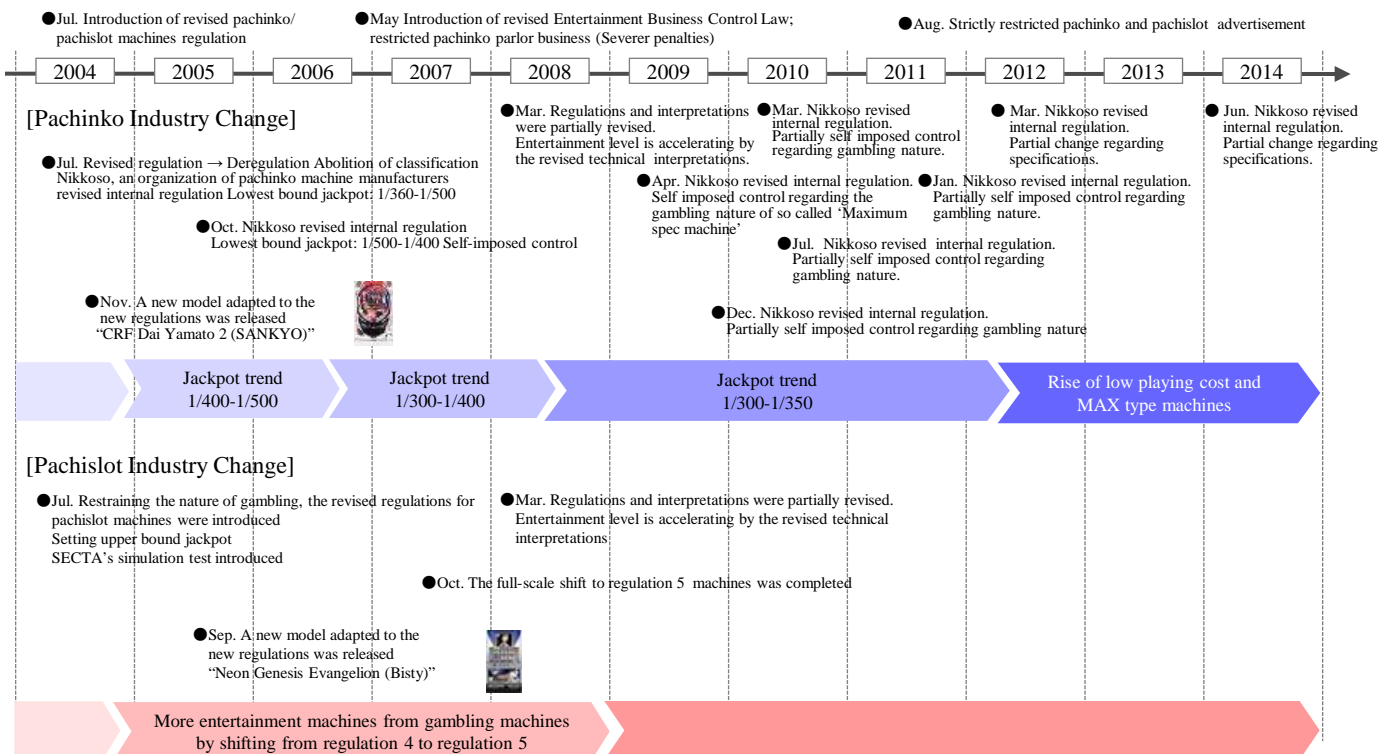 ●Jul. Introduction of revised pachinko/
pachislot machines regulation
●May Introduction of revised Entertainment Business Control Law;
restricted pachinko parlor business (Severer penalties)
●Aug. Strictly restricted pachinko and pachislot advertisement
2004 2005 2006 2007 2008 2009 2010 2011 2012 2013 2014
[Pachinko Industry Change]
●Jul. Revised regulation → Deregulation Abolition of classification
Nikkoso, an organization of pachinko machine manufacturers
revised internal regulation Lowest bound jackpot: 1/360-1/500
●Oct. Nikkoso revised internal regulation
Lowest bound jackpot: 1/500-1/400 Self-imposed control
●Nov. A new model adapted to the
new regulations was released
“CRF Dai Yamato 2 (SANKYO)”
●Mar. Regulations and interpretations
were partially revised.
Entertainment level is accelerating by
the revised technical interpretations.
●Mar. Nikkoso revised
internal regulation.
Partially self imposed control
regarding gambling nature.
●Mar. Nikkoso revised
internal regulation.
Partial change regarding
specifications.
●Jun. Nikkoso revised
internal regulation.
Partial change regarding
specifications.
●Apr. Nikkoso revised internal regulation.
Self imposed control regarding the
gambling nature of so called ‘Maximum
spec machine’
●Jan. Nikkoso revised internal regulation.
Partially self imposed control regarding
gambling nature.
●Jul. Nikkoso revised internal regulation.
Partially self imposed control regarding
gambling nature.
●Dec. Nikkoso revised internal regulation.
Partially self imposed control regarding gambling nature
Jackpot trend
1/400-1/500
Jackpot trend
1/300-1/400
Jackpot trend
1/300-1/350
Rise of low playing cost and
MAX type machines
[Pachislot Industry Change]
●Jul. Restraining the nature of gambling, the revised regulations for
pachislot machines were introduced
Setting upper bound jackpot
SECTA’s simulation test introduced
●Mar. Regulations and interpretations were partially revised.
Entertainment level is accelerating by the revised technical
interpretations
●Oct. The full-scale shift to regulation 5 machines was completed
●Sep. A new model adapted to the
new regulations was released
“Neon Genesis Evangelion (Bisty)”
More entertainment machines from gambling machines
by shifting from regulation 4 to regulation 5